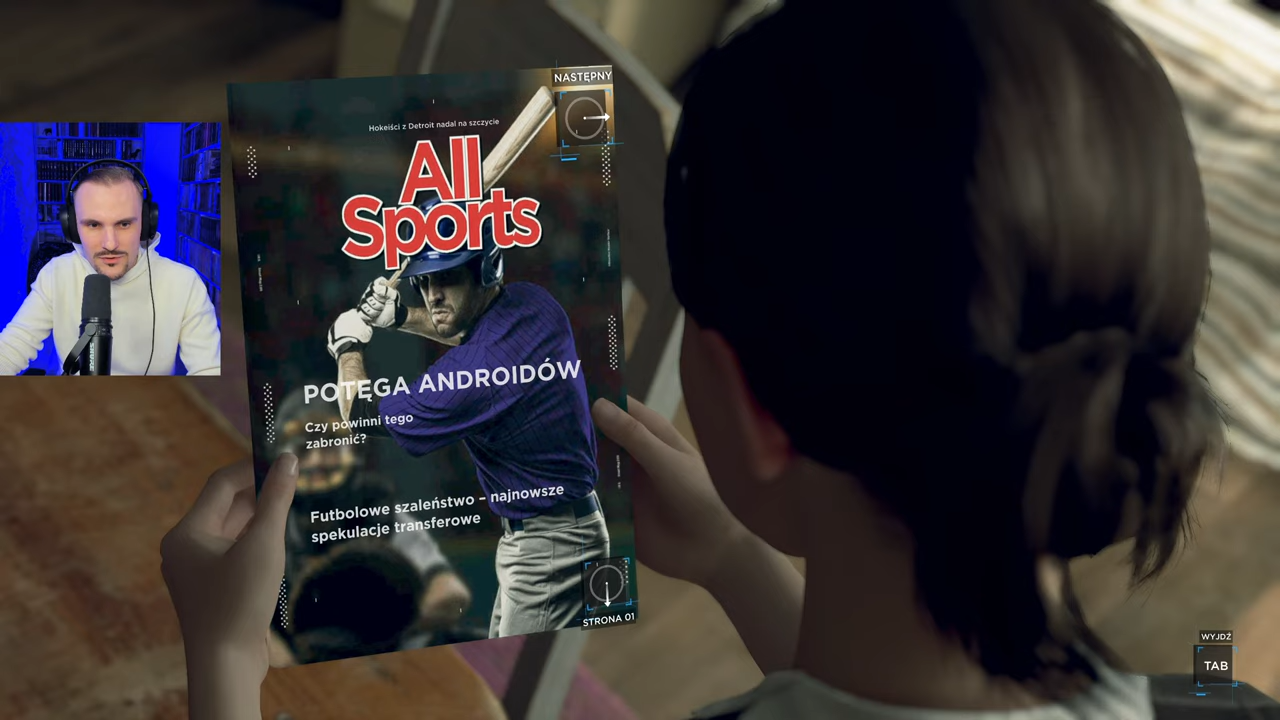 NASTĘPNY
Hokeiści z Detroit nadal na szczycie
All
Sports
POTĘGA ANDROIDÓW
Czy powinni tego
zabronić?
Futbolowe szaleństwo – najnowsze
spekulacje transferowe
STRONA 01
WYJDŹ
TAB